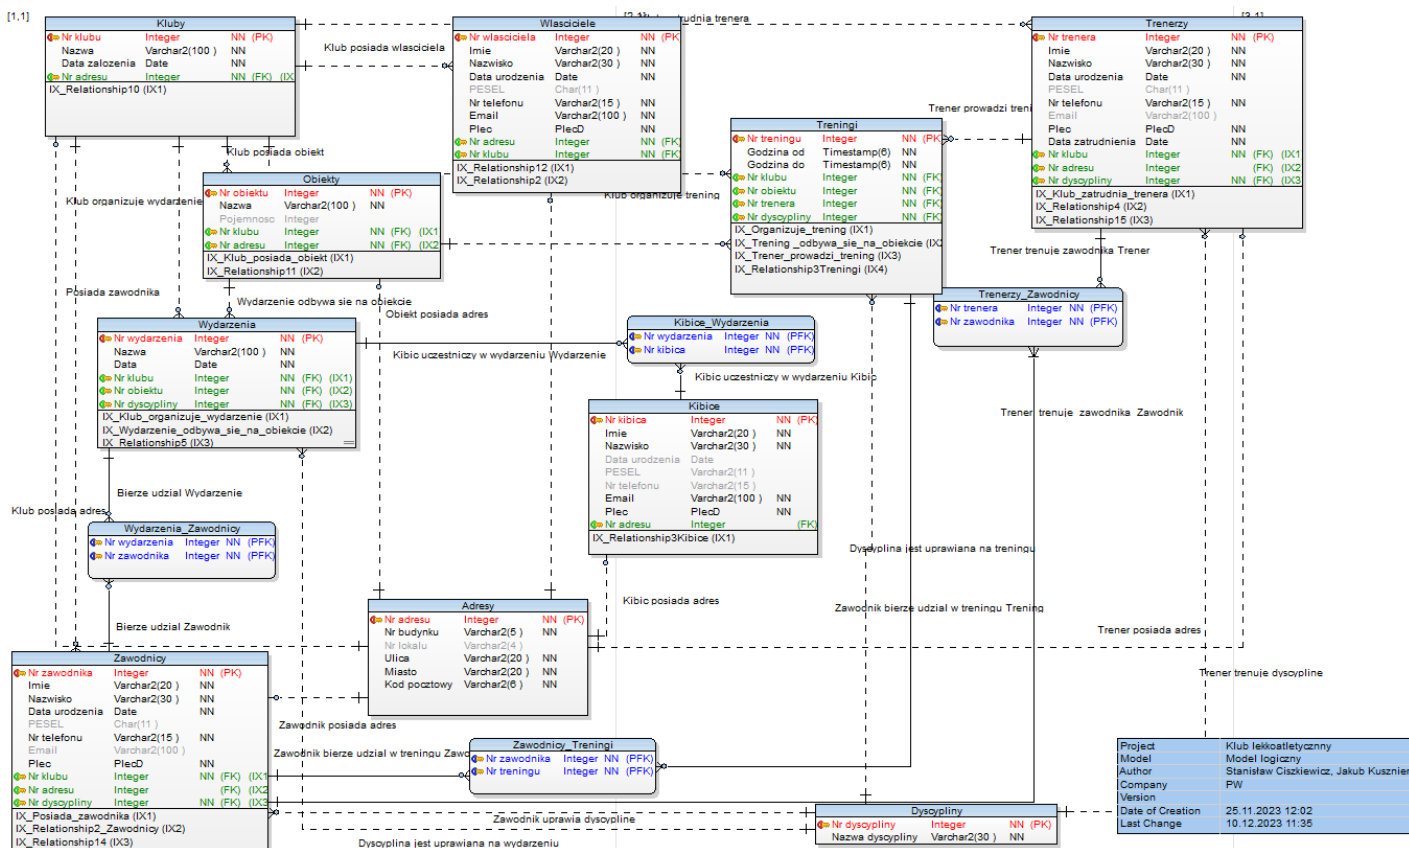 [1,1]
[3,1]
Kluby
Nr klubu Integer NN (PK)
Nazwa Varchar2(100 ) NN
Data zalozenia Date NN
Nr adresu Integer NN (FK) (IX
IX_Relationship10 (IX1)
Klub posiada wlasciciela
Wlasciciele
Nr wlasciciela Integer NN (PK
Imie Varchar2(20 ) NN
Nazwisko Varchar2(30 ) NN
Data urodzenia Date NN
PESEL Char(11 )
Nr telefonu Varchar2(15 ) NN
Email Varchar2(100 ) NN
Plec PlecD NN
Nr adresu Integer NN (FK
Nr klubu Integer NN (FK
IX_Relationship12 (IX1)
IX_Relationship2 (IX2)
trudnia trenera
Trenerzy
Nr trenera Integer NN (PK)
Imie Varchar2(20 ) NN
Nazwisko Varchar2(30 ) NN
Data urodzenia Date NN
PESEL Char(11 )
Nr telefonu Varchar2(15 ) NN
Email Varchar2(100 )
Plec PlecD NN
Data zatrudnienia Date NN
Nr klubu Integer NN (FK) (IX1
Nr adresu Integer (FK) (IX2
Nr dyscypliny Integer NN (FK) (IX3
IX_Klub_zatrudnia_trenera (IX1)
IX_Relationship4 (IX2)
IX_Relationship15 (IX3)
Trener prowadzi treni
Treningi
Nr treningu Integer NN (PK
Godzina od Timestamp(6) NN
Godzina do Timestamp(6) NN
Nr klubu Integer NN (FK
Nr obiektu Integer NN (FK
Nr trenera Integer NN (FK
Nr dyscypliny Integer NN (FK
IX_Organizuje_trening (IX1)
IX_Trening _odbywa_sie_na_obiekcie (IX
IX_Trener_prowadzi_trening (IX3)
IX_Relationship3Treningi (IX4)
Klub posiada obiekt
Klub organizuje wydarzenie
Klub organizuje trening
Obiekty
Nr obiektu Integer NN (PK)
Nazwa Varchar2(100 ) NN
Pojemnosc Integer
Nr klubu Integer NN (FK) (IX1
Nr adresu Integer NN (FK) (IX2
IX_Klub_posiada_obiekt (IX1)
IX_Relationship11 (IX2)
Trener trenuje zawodnika Trener
Posiada zawodnika
Wydarzenie odbywa sie na obiekcie
Obiekt posiada adres
Trenerzy_Zawodnicy
Nr trenera Integer NN (PFK)
Nr zawodnika Integer NN (PFK)
Wydarzenia
Nr wydarzenia Integer NN (PK)
Nazwa Varchar2(100 ) NN
Data Date NN
Nr klubu Integer NN (FK) (IX1)
Nr obiektu Integer NN (FK) (IX2)
Nr dyscypliny Integer NN (FK) (IX3)
IX_Klub_organizuje_wydarzenie (IX1)
IX_Wydarzenie_odbywa_sie_na_obiekcie (IX2)
IX_Relationship5 (IX3)
Kibice_Wydarzenia
Nr wydarzenia Integer NN (PFK)
Nr kibica Integer NN (PFK)
Kibic uczestniczy w wydarzeniu Wydarzenie
Kibic uczestniczy w wydarzeniu Kibic
Kibice
Nr kibica Integer NN (PK)
Imie Varchar2(20 ) NN
Nazwisko Varchar2(30 ) NN
Data urodzenia Date
PESEL Varchar2(11 )
Nr telefonu Varchar2(15 )
Email Varchar2(100 ) NN
Plec PlecD NN
Nr adresu Integer (FK)
IX_Relationship3Kibice (IX1)
Trener trenuje zawodnika Zawodnik
Bierze udzial Wydarzenie
Klub posiada adres
Wydarzenia_Zawodnicy
Nr wydarzenia Integer NN (PFK)
Nr zawodnika Integer NN (PFK)
Dyscyplina jest uprawiana na treningu
Kibic posiada adres
Zawodnik bierze udzial w treningu Trening
Bierze udzial Zawodnik
Trener posiada adres
Adresy
Nr adresu Integer NN (PK)
Nr budynku Varchar2(5 ) NN
Nr lokalu Varchar2(4 )
Ulica Varchar2(20 ) NN
Miasto Varchar2(20 ) NN
Kod pocztowy Varchar2(6 ) NN
Trener trenuje dyscypline
Zawodnicy
Nr zawodnika Integer NN (PK)
Imie Varchar2(20 ) NN
Nazwisko Varchar2(30 ) NN
Data urodzenia Date NN
PESEL Char(11 )
Nr telefonu Varchar2(15 ) NN
Email Varchar2(100 )
Plec PlecD NN
Nr klubu Integer NN (FK) (IX1
Nr adresu Integer (FK) (IX2
Nr dyscypliny Integer NN (FK) (IX3
IX_Posiada_zawodnika (IX1)
IX_Relationship2_Zawodnicy (IX2)
IX_Relationship14 (IX3)
Zawodnik posiada adres
Zawodnik bierze udzial w treningu Zawo
Zawodnicy_Treningi
Nr zawodnika Integer NN (PFK)
Nr treningu Integer NN (PFK)
Zawodnik uprawia dyscypline
Dyscyplina jest uprawiana na wydarzeniu
Dyscypliny
Nr dyscypliny Integer NN (PK)
Nazwa dyscypliny Varchar2(30 ) NN
Project Klub lekkoatletycznny
Model Model logiczny
Author Stanisław Ciszkiewicz, Jakub Kusznier
Company PW
Version
Date of Creation 25.11.2023 12:02
Last Change 10.12.2023 11:35